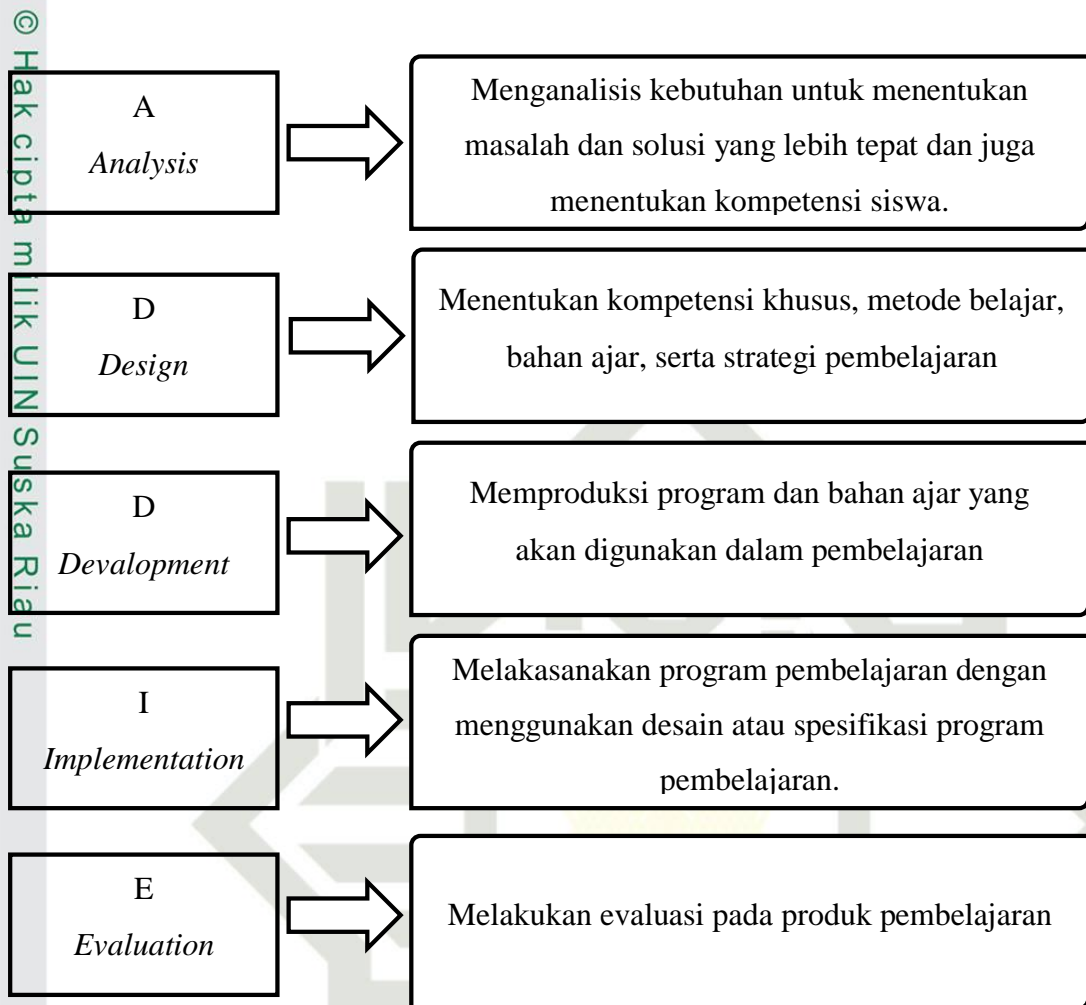 © Hak cipta milik UIN Suska Riau
A
Analysis
Menganalisis kebutuhan untuk menentukan
masalah dan solusi yang lebih tepat dan juga
menentukan kompetensi siswa.
D
Design
Menentukan kompetensi khusus, metode belajar,
bahan ajar, serta strategi pembelajaran
D
Devalopment
Memproduksi program dan bahan ajar yang
akan digunakan dalam pembelajaran
I
Implementation
Melakasanakan program pembelajaran dengan
menggunakan desain atau spesifikasi program
pembelajaran.
E
Evaluation
Melakukan evaluasi pada produk pembelajaran